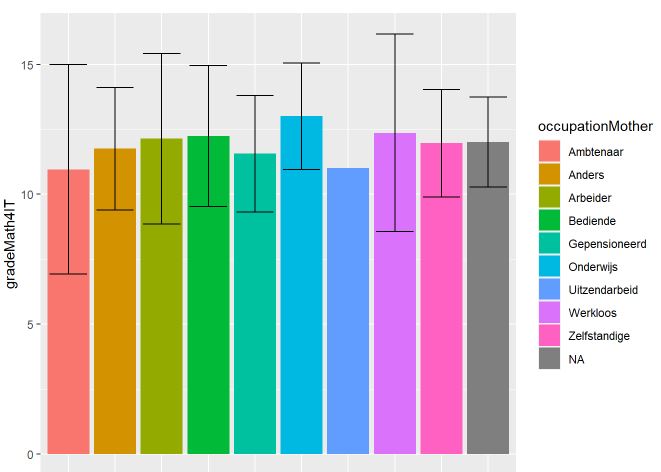 15
10
5
0
gradeMath4IT
occupationMother
Ambtenaar
Anders
Arbeider
Bediende
Gepensioneerd
Onderwijs
Uitzendarbeid
Werkloos
Zelfstandige
NA